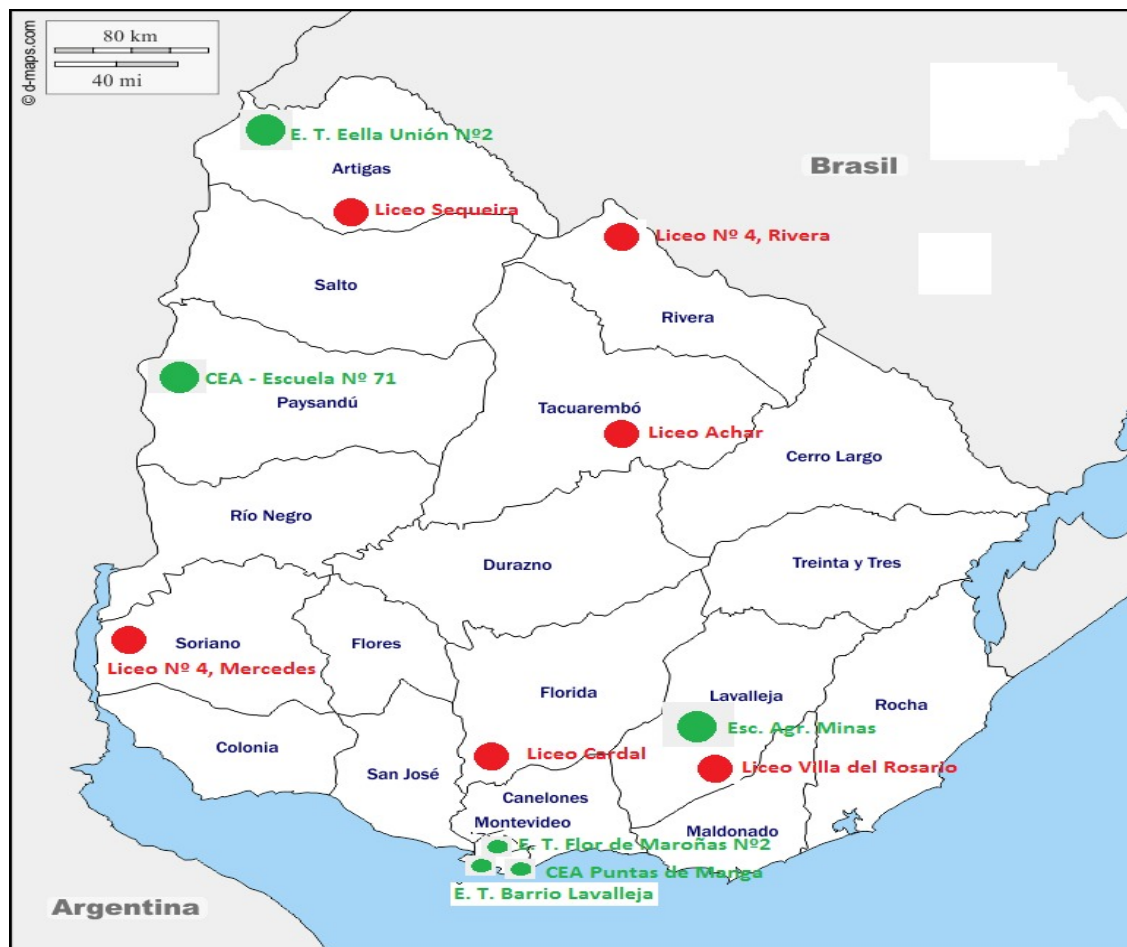 80 km
40 mi
© d-maps.com
E. T. Eella Unión Nº2
Artigas
Brasil
Liceo Sequeira
Liceo Nº 4, Rivera
Salto
Rivera
CEA - Escuela Nº 71
Paysandú
Tacuarembó
Liceo Achar
Cerro Largo
Río Negro
Durazno
Treinta y Tres
Soriano
Flores
Liceo Nº 4, Mercedes
Florida
Lavalleja
Rocha
Esc. Agr. Minas
Colonia
San José
Liceo Cardal
Liceo Villa del Rosario
Canelones
Montevideo
Maldonado
E. T. Flor de Maroñas Nº2
CEA Puntas de Manga
E. T. Barrio Lavalleja
Argentina